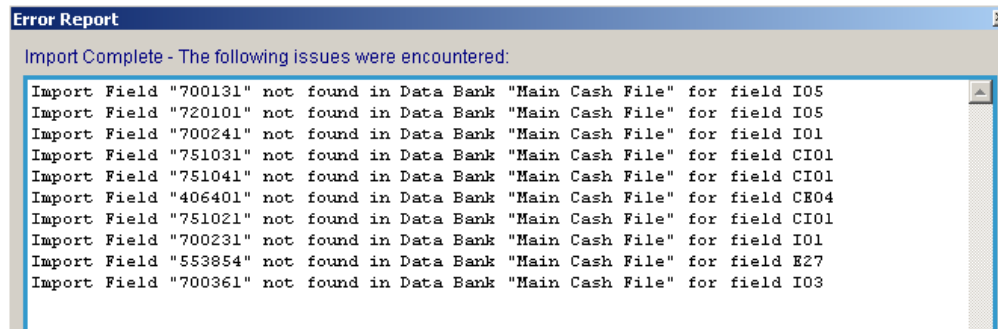 Error Report
Import Complete - The following issues were encountered:
Import Field "700131" not found in Data Bank "Main Cash File" for field I05
Import Field "720101" not found in Data Bank "Main Cash File" for field I05
Import Field "700241" not found in Data Bank "Main Cash File" for field I01
Import Field "751031" not found in Data Bank "Main Cash File" for field CI01
Import Field "751041" not found in Data Bank "Main Cash File" for field CI01
Import Field "406401" not found in Data Bank "Main Cash File" for field CE04
Import Field "751021" not found in Data Bank "Main Cash File" for field CI01
Import Field "700231" not found in Data Bank "Main Cash File" for field I01
Import Field "553854" not found in Data Bank "Main Cash File" for field E27
Import Field "700361" not found in Data Bank "Main Cash File" for field I03